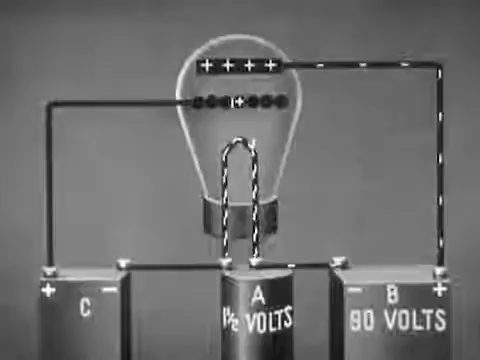 + + + +
+
+ -
C
A
1½ VOLTS
- +
B
90 VOLTS